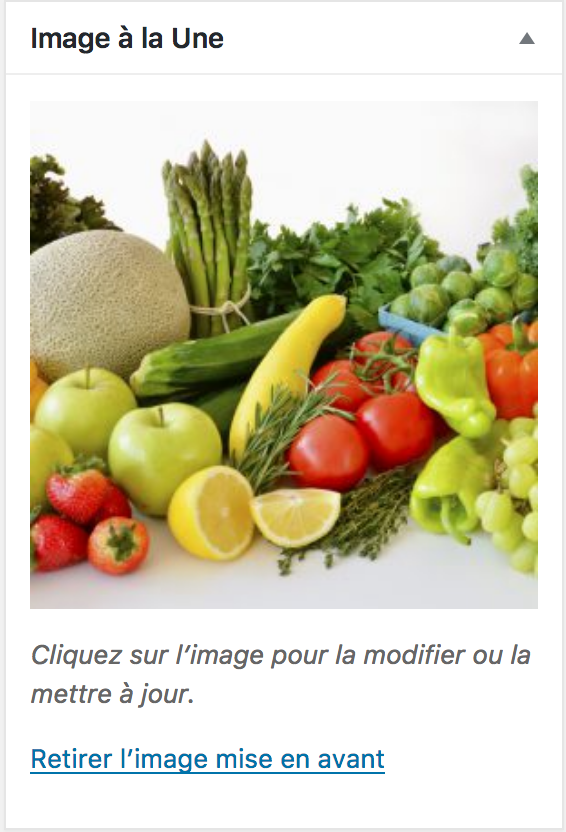 Image à la Une
Cliquez sur l’image pour la modifier ou la
mettre à jour.
Retirer l’image mise en avant